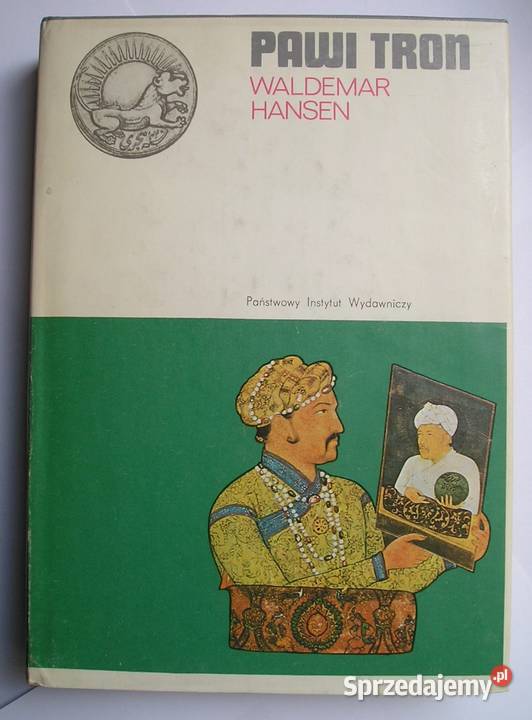 PAWI TRON
WALDEMAR
HANSEN
Państwowy Instytut Wydawniczy
Sprzedajemy.pl